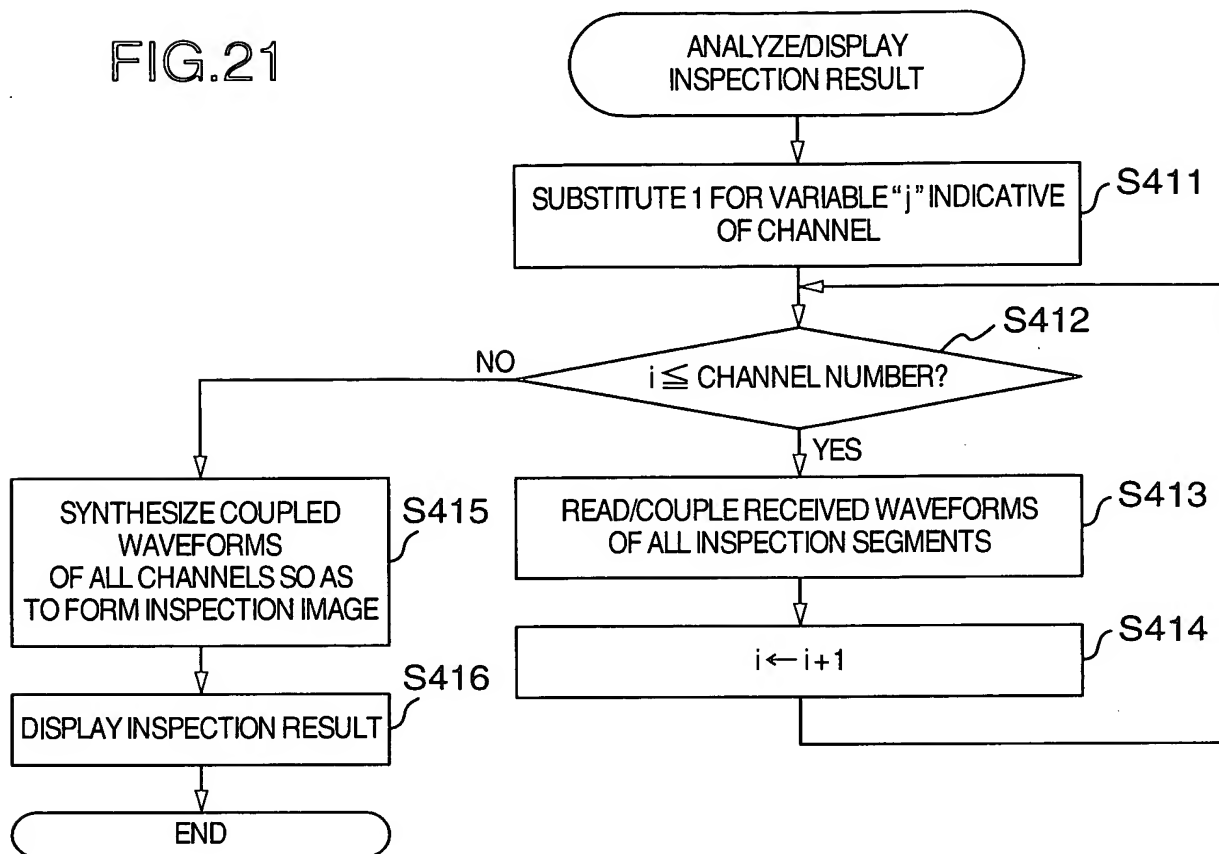 FIG.21
ANALYZE/DISPLAY
INSPECTION RESULT
SUBSTITUTE 1 FOR VARIABLE “j” INDICATIVE
OF CHANNEL
S411
S412
i ≦ CHANNEL NUMBER?
NO
YES
READ/COUPLE RECEIVED WAVEFORMS
OF ALL INSPECTION SEGMENTS
S413
i ← i+1
S414
SYNTHESIZE COUPLED
WAVEFORMS
OF ALL CHANNELS SO AS
TO FORM INSPECTION IMAGE
S415
DISPLAY INSPECTION RESULT
S416
END